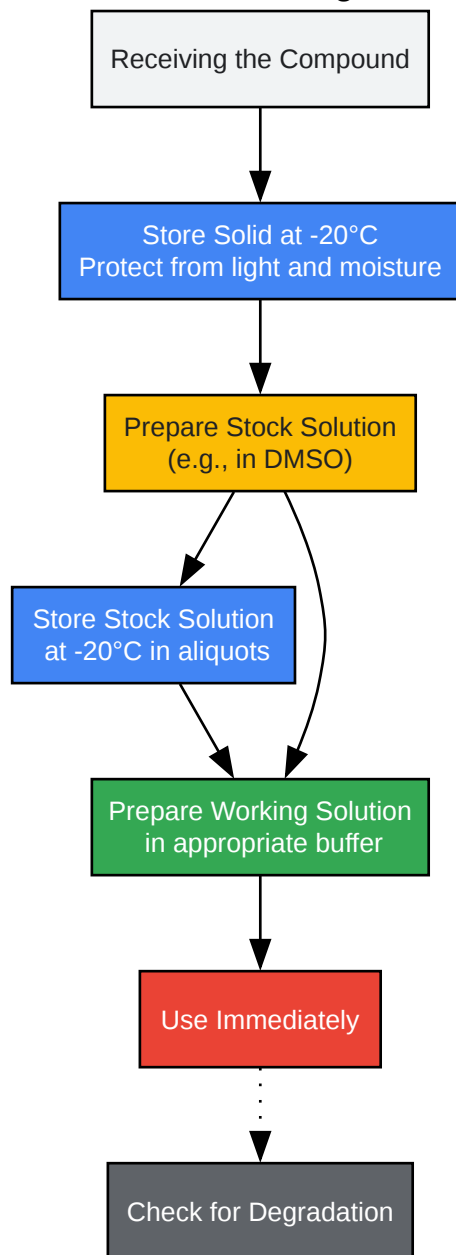 Receiving the Compound
Store Solid at -20°C
Protect from light and moisture
Prepare Stock Solution
(e.g., in DMSO)
Store Stock Solution
at -20°C in aliquots
Prepare Working Solution
in appropriate buffer
Use Immediately
Check for Degradation